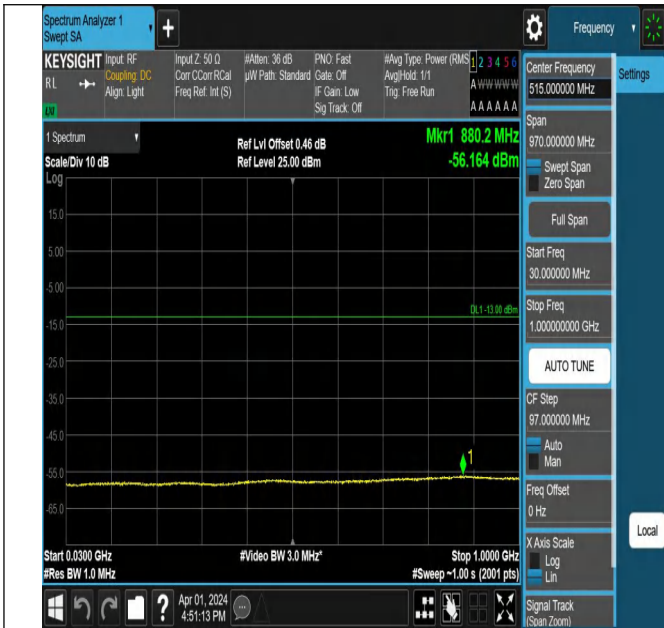 Spectrum Analyzer 1
Swept SA
+
Frequency
KEYSIGHT
RL
LXI
Input: RF
Coupling: DC
Align: Light
Input Z: 50 Ω
Corr CCorr RCal
Freq Ref: Int (S)
#Atten: 36 dB
µW Path: Standard
PNO: Fast
Gate: Off
IF Gain: Low
Sig Track: Off
#Avg Type: Power (RMS
Avg|Hold: 1/1
Trig: Free Run
1 2 3 4 5 6
A W W W W W
A A A A A A
1 Spectrum
Scale/Div 10 dB
Log
Ref Lvl Offset 0.46 dB
Ref Level 25.00 dBm
Mkr1 880.2 MHz
-56.164 dBm
15.0
5.00
-5.00
DL1 -13.00 dBm
-15.0
-25.0
-35.0
-45.0
1
-55.0
-65.0
Start 0.0300 GHz
#Res BW 1.0 MHz
#Video BW 3.0 MHz*
Stop 1.0000 GHz
#Sweep ~1.00 s (2001 pts)
?
Apr 01, 2024
4:51:13 PM
Center Frequency
515.000000 MHz
Settings
Span
970.000000 MHz
Swept Span
Zero Span
Full Span
Start Freq
30.000000 MHz
Stop Freq
1.000000000 GHz
AUTO TUNE
CF Step
97.000000 MHz
Auto
Man
Freq Offset
0 Hz
Local
X Axis Scale
Log
Lin
Signal Track
(Span Zoom)